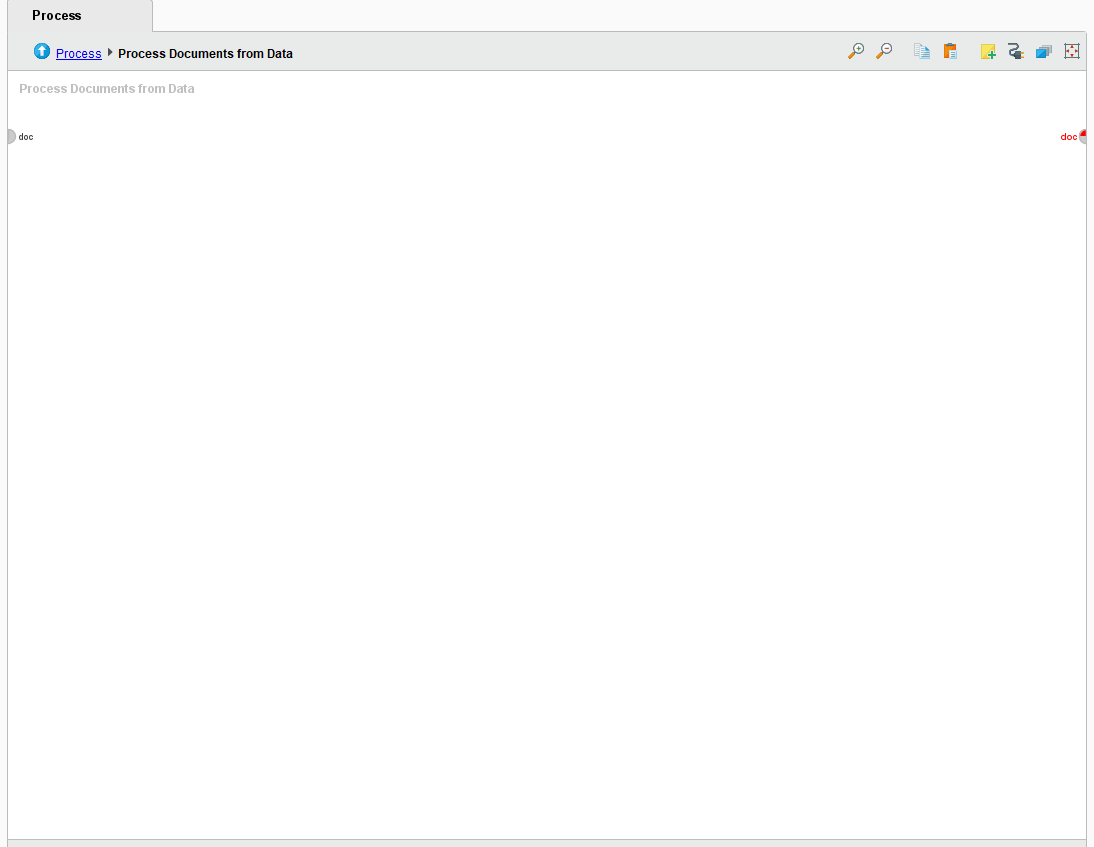 Process
Process Process Documents from Data
Process Documents from Data
doc doc